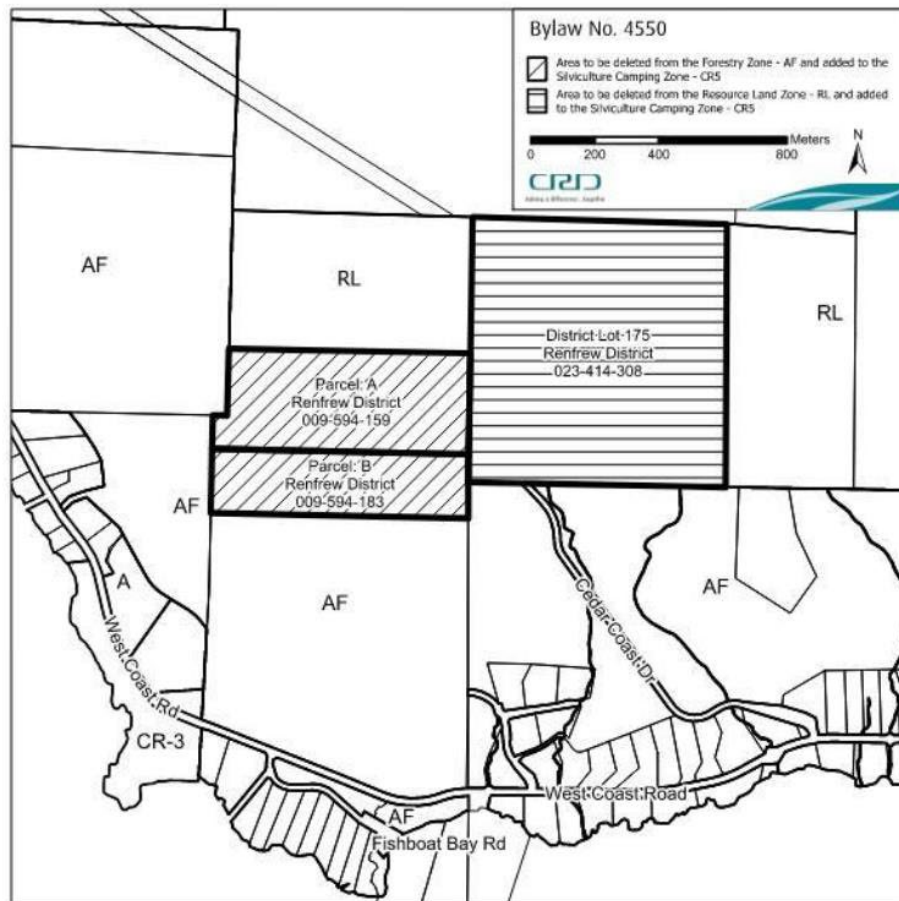 Bylaw No. 4550
Area to be deleted from the Forestry Zone - AF and added to the
Silviculture Camping Zone - CR5
Area to be deleted from the Resource Land Zone - RL and added
to the Silviculture Camping Zone - CR5
Meters
0 200 400 800
N
CRD
AF
RL
RL
District Lot 175
Renfrew District
023-414-308
Parcel: A
Renfrew District
009-594-159
Parcel: B
Renfrew District
009-594-183
AF
A
AF
AF
Cedar Coast Dr
West Coast Rd
CR-3
West Coast Road
AF
Fishboat Bay Rd